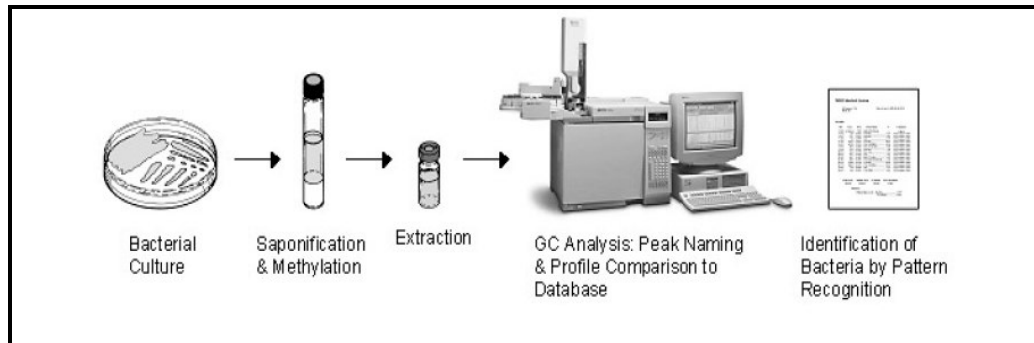 Bacterial
Culture
Saponification
& Methylation
Extraction
GC Analysis: Peak Naming
& Profile Comparison to
Database
Identification of
Bacteria by Pattern
Recognition